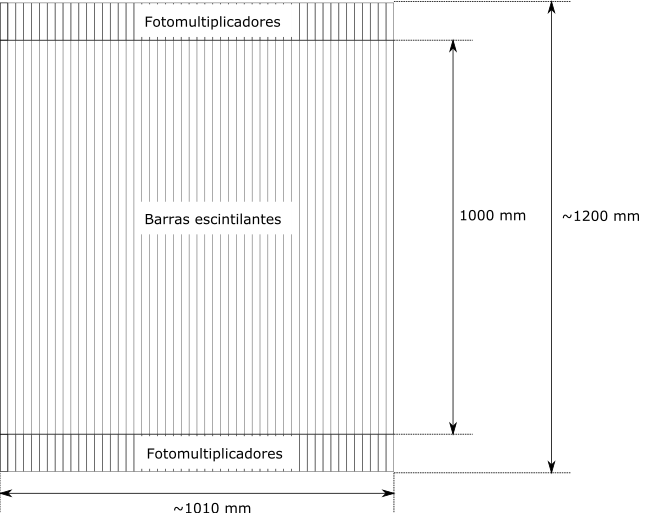 Fotomultiplicadores
Barras escintilantes
1000 mm
~1200 mm
Fotomultiplicadores
~1010 mm